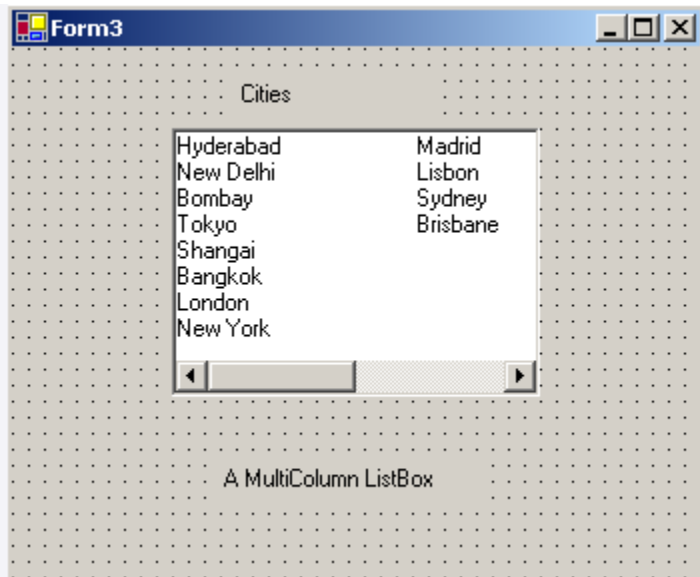 Form3
Cities
Hyderabad
New Delhi
Bombay
Tokyo
Shangai
Bangkok
London
New York
Madrid
Lisbon
Sydney
Brisbane
A MultiColumn ListBox